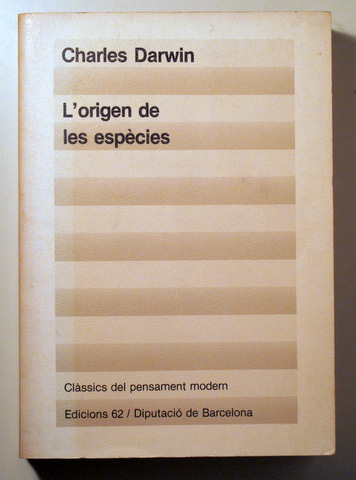 Charles Darwin
L'origen de
les espècies
Clàssics del pensament modern
Edicions 62 / Diputació de Barcelona